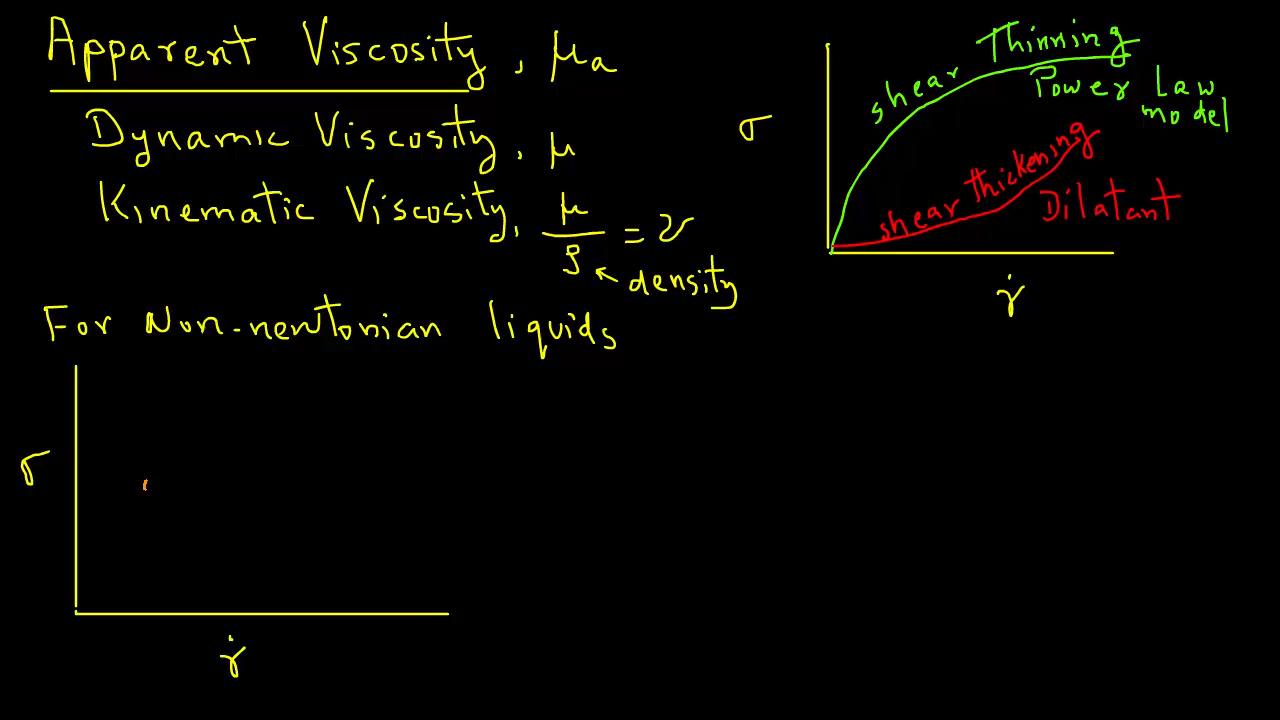 Apparent Viscosity, μa
Dynamic Viscosity, μ
Kinematic Viscosity, μ/ρ = ν
← density
For Non-newtonian liquids
σ
γ̇
shear Thinning
Power Law
model
σ
shear thickening
Dilatant
γ̇